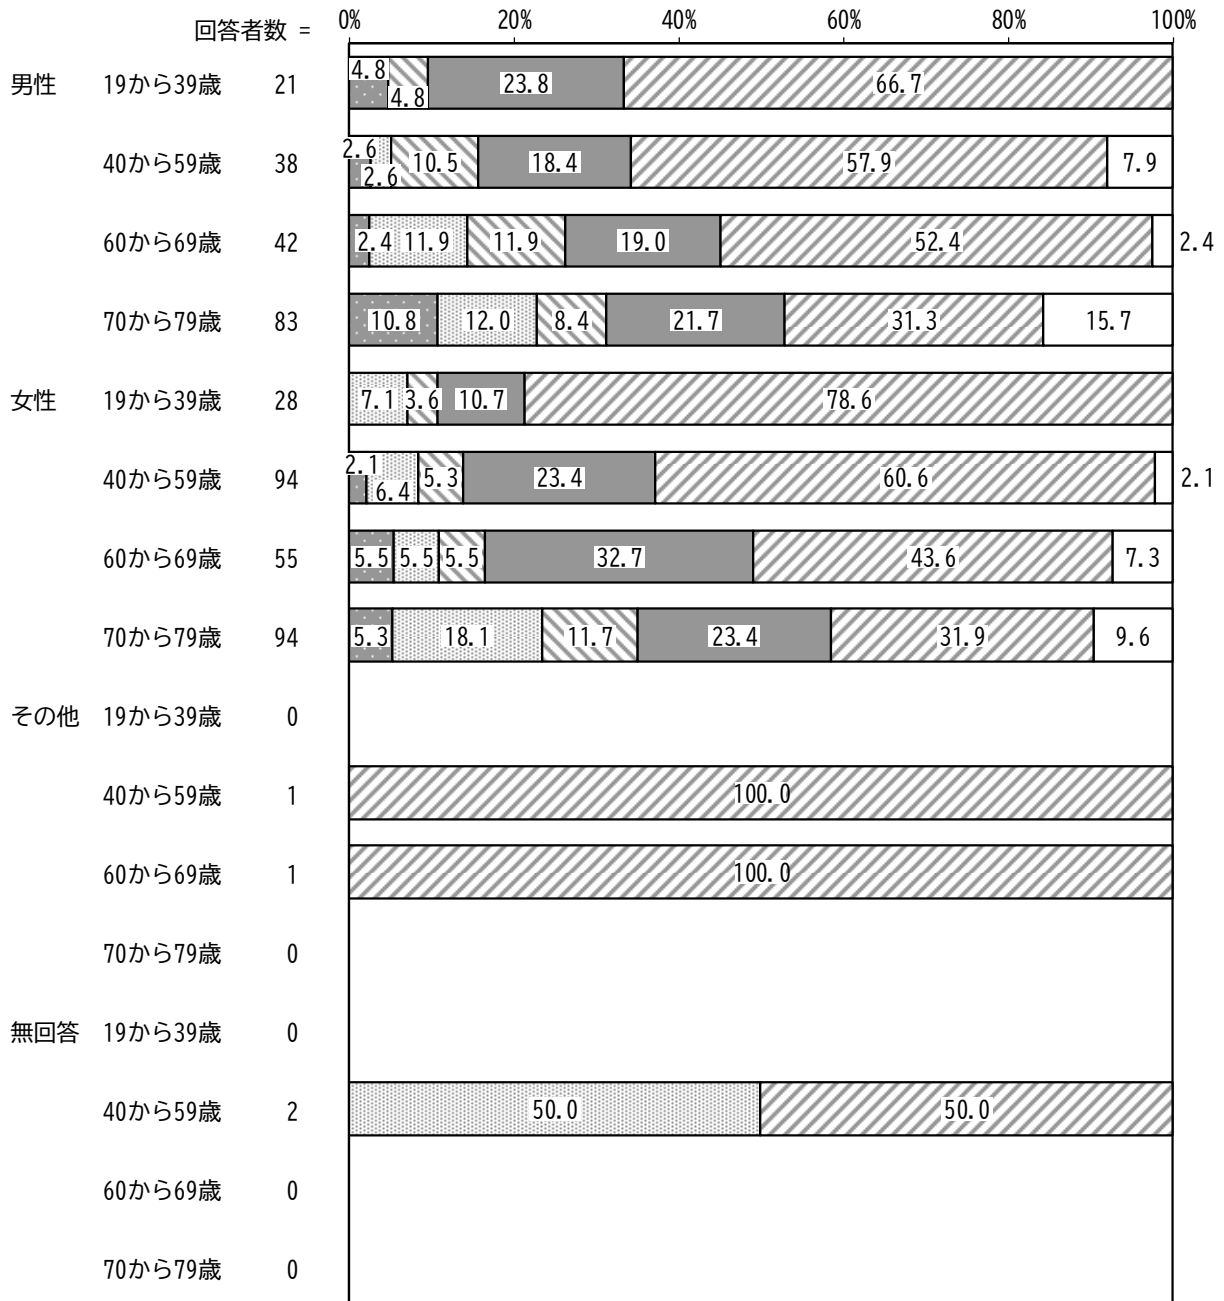 回答者数 = 0% 20% 40% 60% 80% 100%
男性 19から39歳 21 4.8 4.8 23.8 66.7
40から59歳 38 2.6 2.6 10.5 18.4 57.9 7.9
60から69歳 42 2.4 11.9 11.9 19.0 52.4 2.4
70から79歳 83 10.8 12.0 8.4 21.7 31.3 15.7
女性 19から39歳 28 7.1 3.6 10.7 78.6
40から59歳 94 2.1 6.4 5.3 23.4 60.6 2.1
60から69歳 55 5.5 5.5 5.5 32.7 43.6 7.3
70から79歳 94 5.3 18.1 11.7 23.4 31.9 9.6
その他 19から39歳 0
40から59歳 1 100.0
60から69歳 1 100.0
70から79歳 0
無回答 19から39歳 0
40から59歳 2 50.0 50.0
60から69歳 0
70から79歳 0